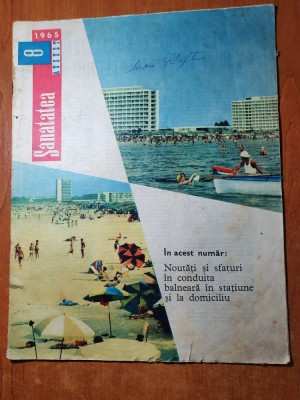 8
1965
Sanatatea
În acest număr:
Noutăți și sfaturi
în conduita
balneară în stațiune
și la domiciliu